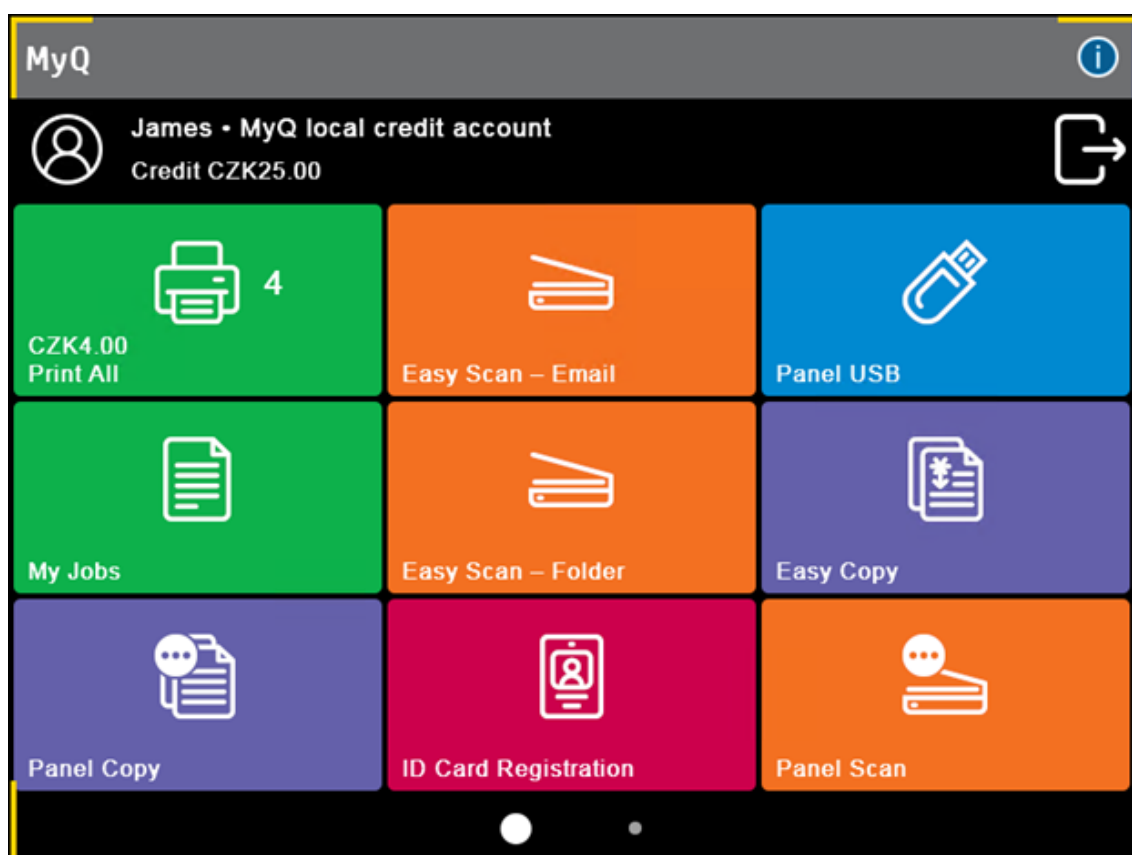 MyQ
James • MyQ local credit account
Credit CZK25.00
4
CZK4.00
Print All
Easy Scan – Email
Panel USB
My Jobs
Easy Scan – Folder
Easy Copy
Panel Copy
ID Card Registration
Panel Scan